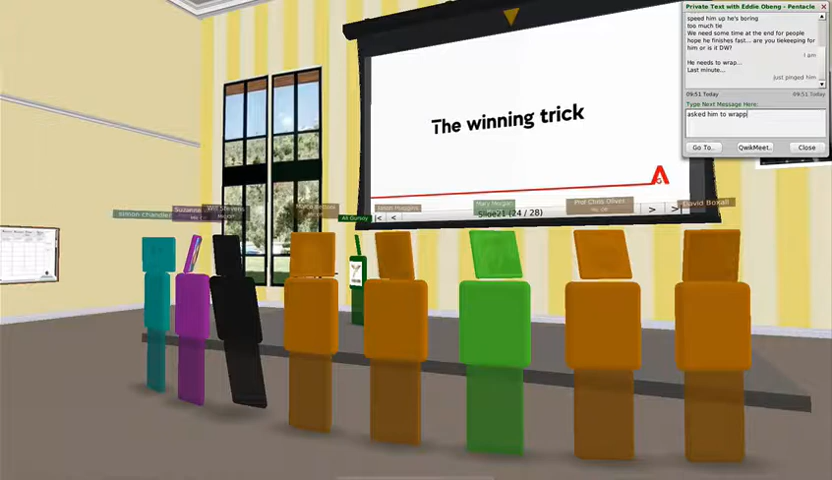 Private Text with Eddie Obeng - Pentacle
speed him up he's boring
too much tie
We need some time at the end for people
hope he finishes fast... are you tiekeeping for
him or is it DW?
I am
He needs to wrap...
Last minute...
just pinged him
09:51 Today
09:51 Today
Type Next Message Here:
asked him to wrapp
Go To..
QwikMeet..
Close
The winning trick
Slide21 (24 / 28)
simon chandler
Will Stevens
Ali Gursoy
Mary Morgan
Prof Chris Oliver
David Boxall